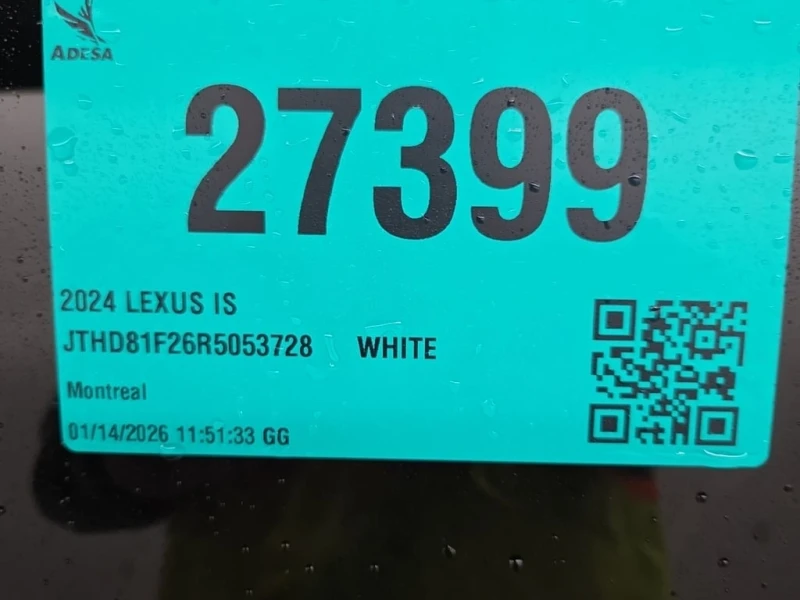 ADESA
27399
2024 LEXUS IS
JTHD81F26R5053728 WHITE
Montreal
01/14/2026 11:51:33 GG